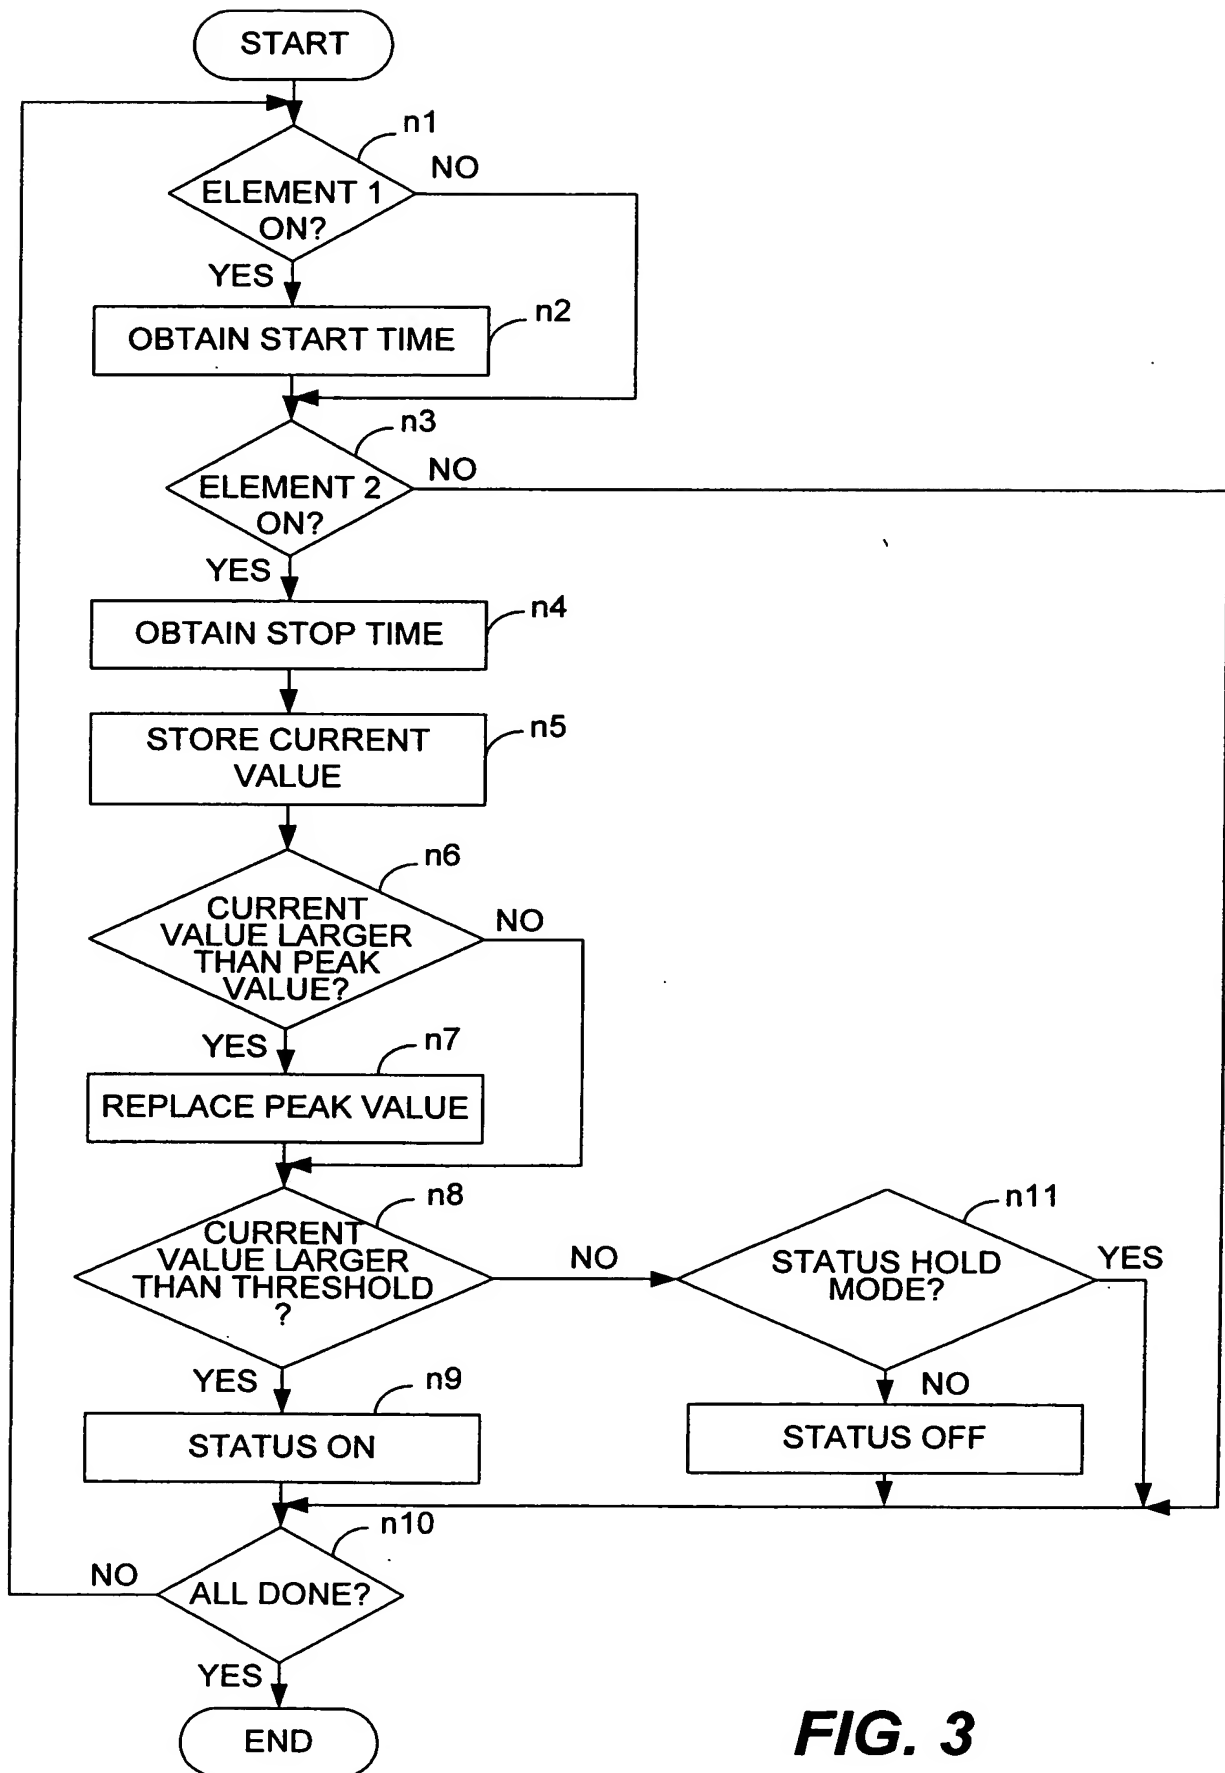 START
n1
NO
ELEMENT 1
ON?
YES
n2
OBTAIN START TIME
n3
NO
ELEMENT 2
ON?
YES
n4
OBTAIN STOP TIME
n5
STORE CURRENT
VALUE
n6
NO
CURRENT
VALUE LARGER
THAN PEAK
VALUE?
YES
n7
REPLACE PEAK VALUE
n8
CURRENT
VALUE LARGER
THAN THRESHOLD
?
NO
n11
STATUS HOLD
MODE?
YES
YES
n9
NO
STATUS ON
STATUS OFF
n10
NO
ALL DONE?
YES
END
FIG. 3